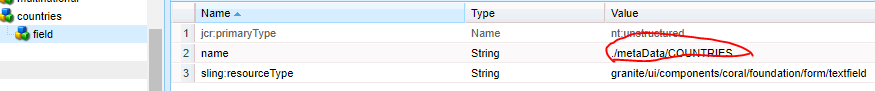 countries
field
Name Type Value
1 jcr:primaryType Name nt:unstructured
2 name String ./metaData/COUNTRIES
3 sling:resourceType String granite/ui/components/coral/foundation/form/textfield